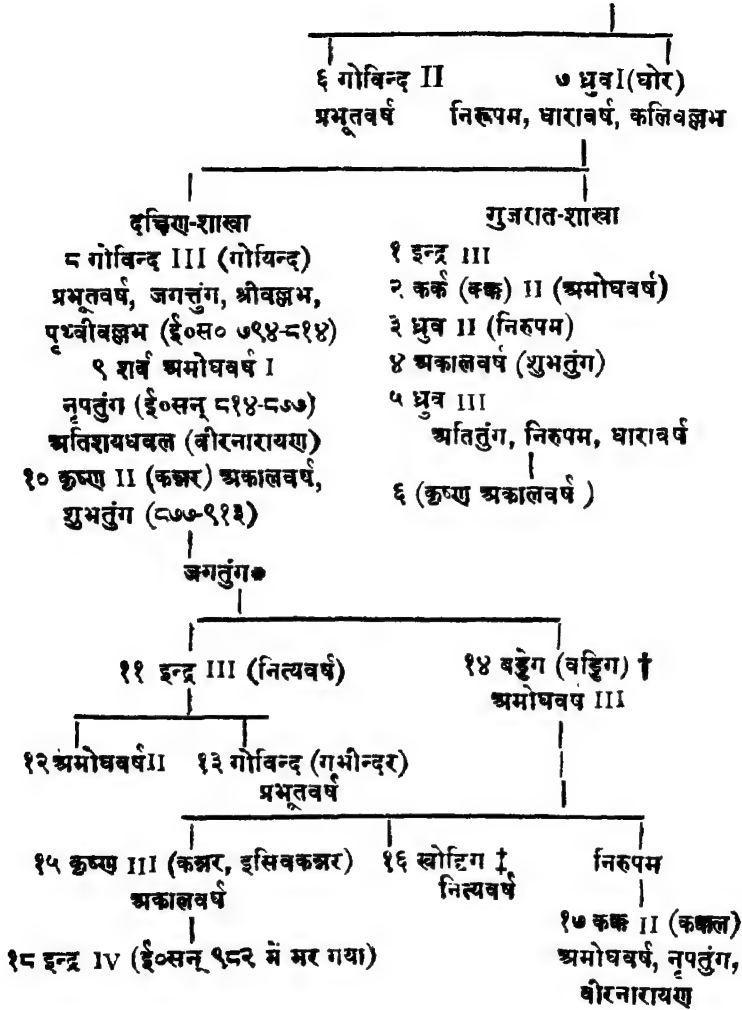 ६ गोविन्द II
प्रभूतवर्ष
७ ध्रुव I (घोर)
निरूपम, धारावर्ष, कलिवल्लभ
दक्षिण-शाखा
८ गोविन्द III (गोयिन्द)
प्रभूतवर्ष, जगत्तुंग, श्रीवल्लभ,
पृथ्वीवल्लभ (ई०स० ७९४-८१४)
९ शर्व अमोघवर्ष I
नृपतुंग (ई०सन् ८१४-८७७)
अतिशयधवल (वीरनारायण)
१० कृष्ण II (कन्नर) अकालवर्ष,
शुभतुंग (८७७-९१३)
जगतुंग*
गुजरात-शाखा
१ इन्द्र III
२ कर्क (कक्क) II (अमोघवर्ष)
३ ध्रुव II (निरुपम)
४ अकालवर्ष (शुभतुंग)
५ ध्रुव III
अतितुंग, निरुपम, धारावर्ष
६ (कृष्ण अकालवर्ष )
११ इन्द्र III (नित्यवर्ष)
१४ बड्डेग (वड्डिग) †
अमोघवर्ष III
१२ अमोघवर्ष II
१३ गोविन्द (गभीन्दर)
प्रभूतवर्ष
१५ कृष्ण III (कन्नर, इसिवकन्नर)
अकालवर्ष
१६ खोटिग ‡
नित्यवर्ष
निरुपम
१७ कक्क II (कक्कल)
अमोघवर्ष, नृपतुंग,
वीरनारायण
१८ इन्द्र IV (ई०सन् ९८२ में मर गया)